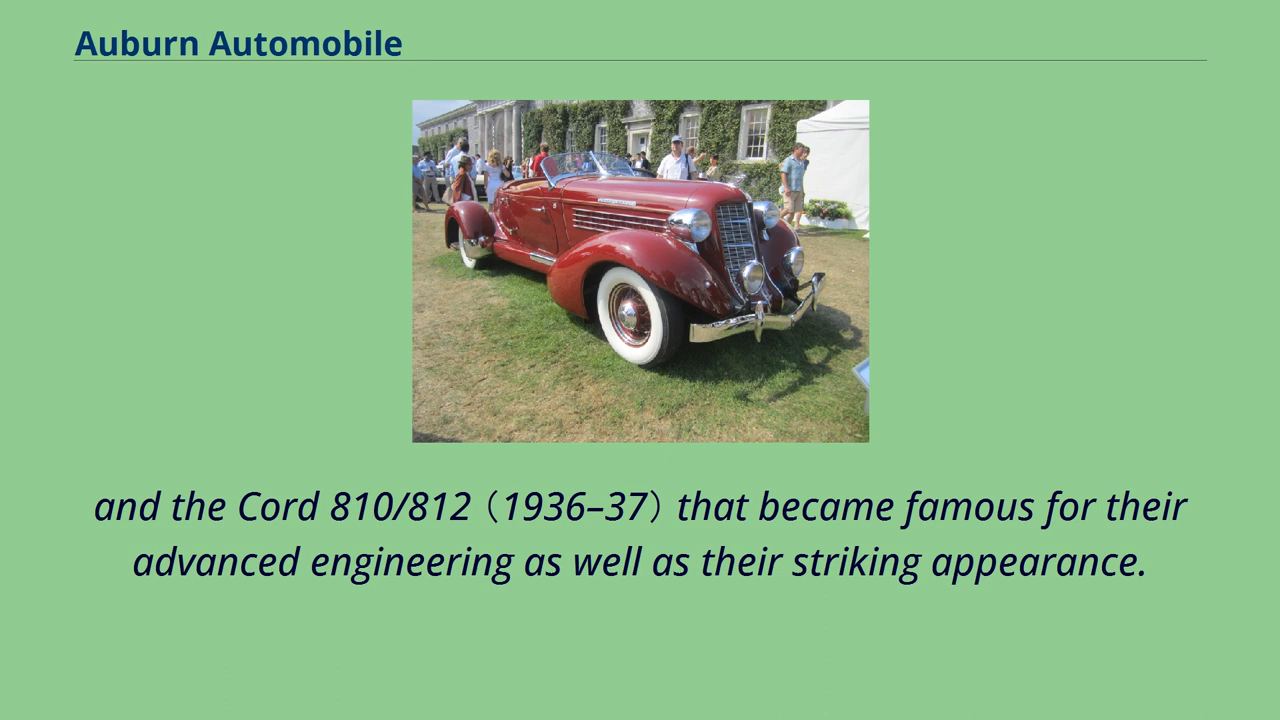 Auburn Automobile
and the Cord 810/812（1936–37）that became famous for their
advanced engineering as well as their striking appearance.